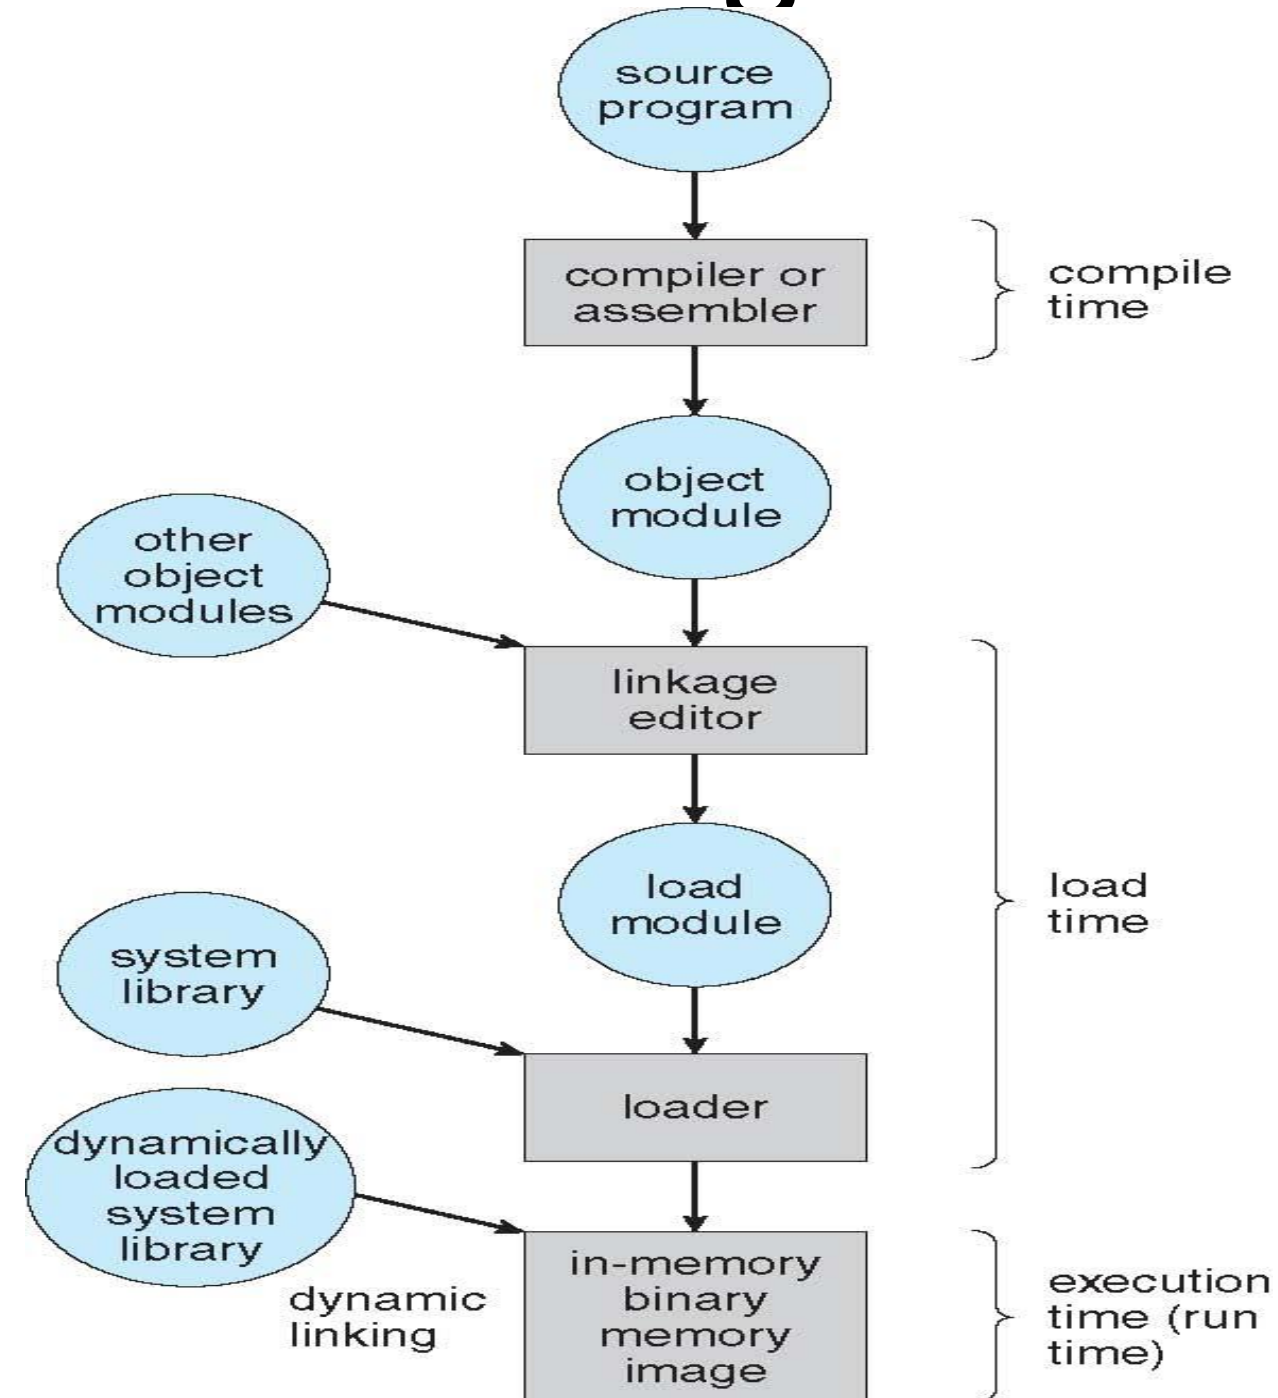 source
program
compiler or
assembler
compile
time
object
module
other
object
modules
linkage
editor
load
module
load
time
system
library
loader
dynamically
loaded
system
library
in-memory
binary
memory
image
dynamic
linking
execution
time (run
time)